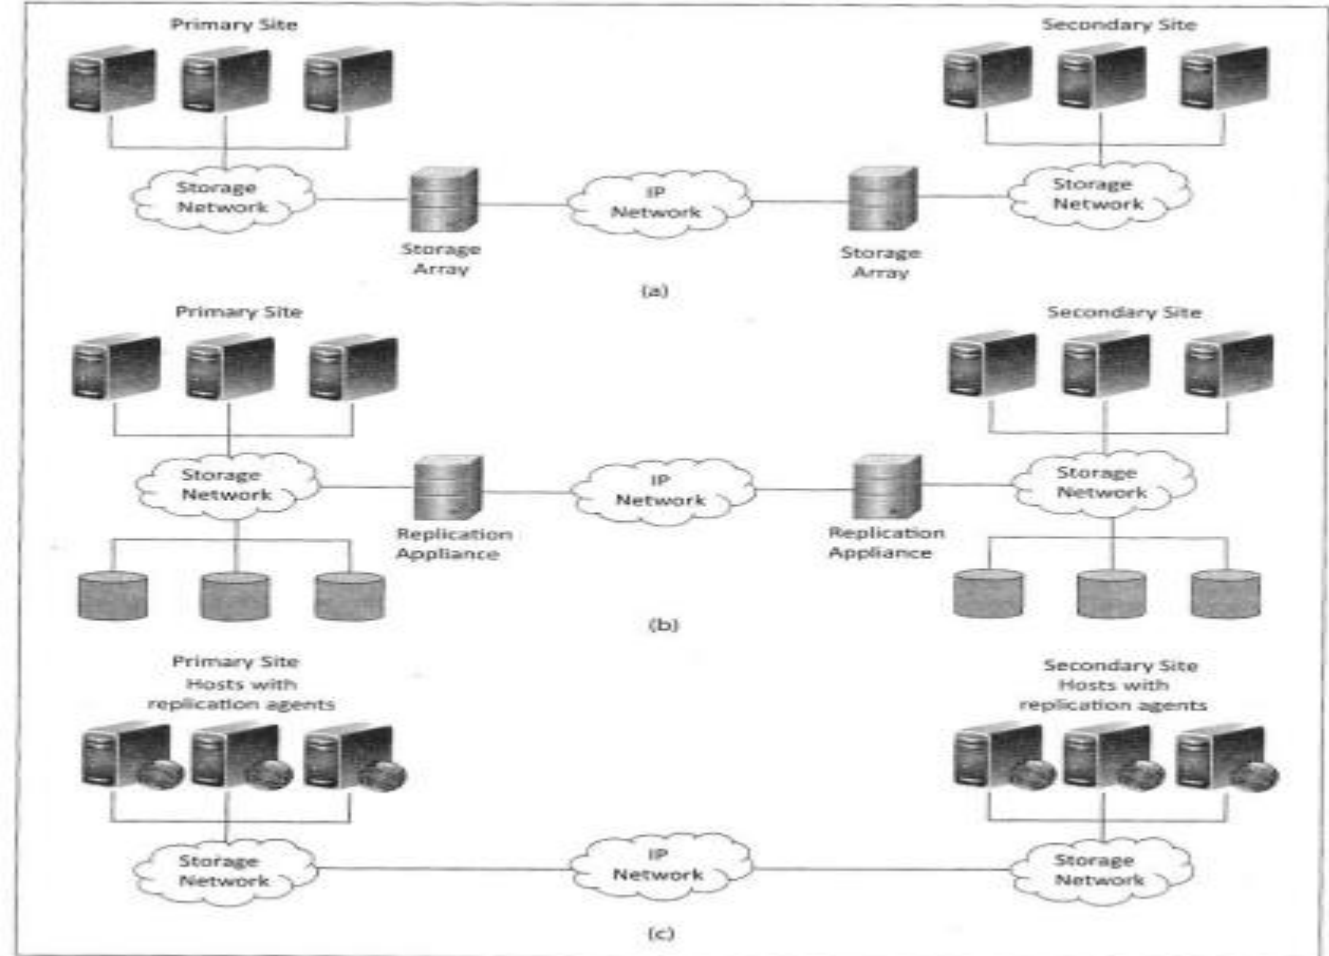 Primary Site
Secondary Site
Storage
Network
Storage
Array
IP
Network
Storage
Array
Storage
Network
(a)
Primary Site
Secondary Site
Storage
Network
Replication
Appliance
IP
Network
Replication
Appliance
Storage
Network
(b)
Primary Site
Hosts with
replication agents
Secondary Site
Hosts with
replication agents
Storage
Network
IP
Network
Storage
Network
(c)